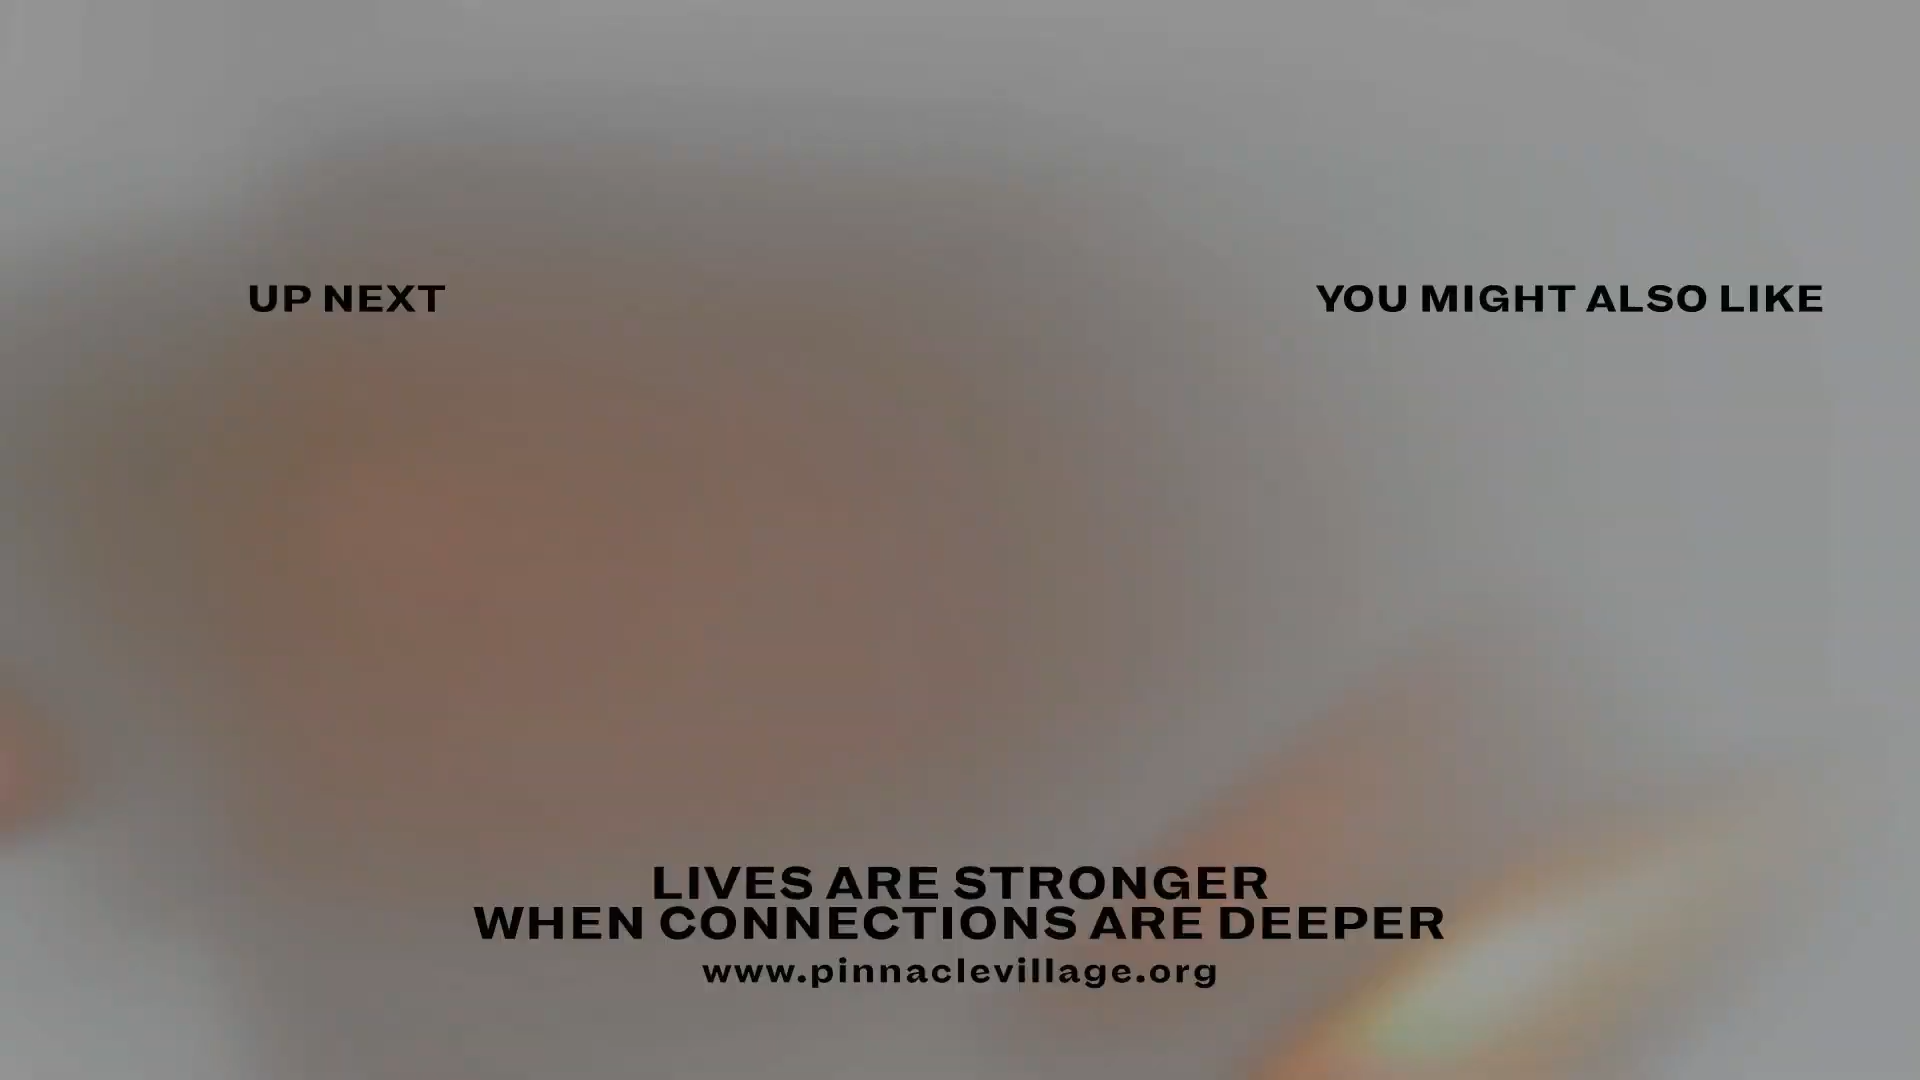 UP NEXT
YOU MIGHT ALSO LIKE
LIVES ARE STRONGER
WHEN CONNECTIONS ARE DEEPER
www.pinnaclevillage.org